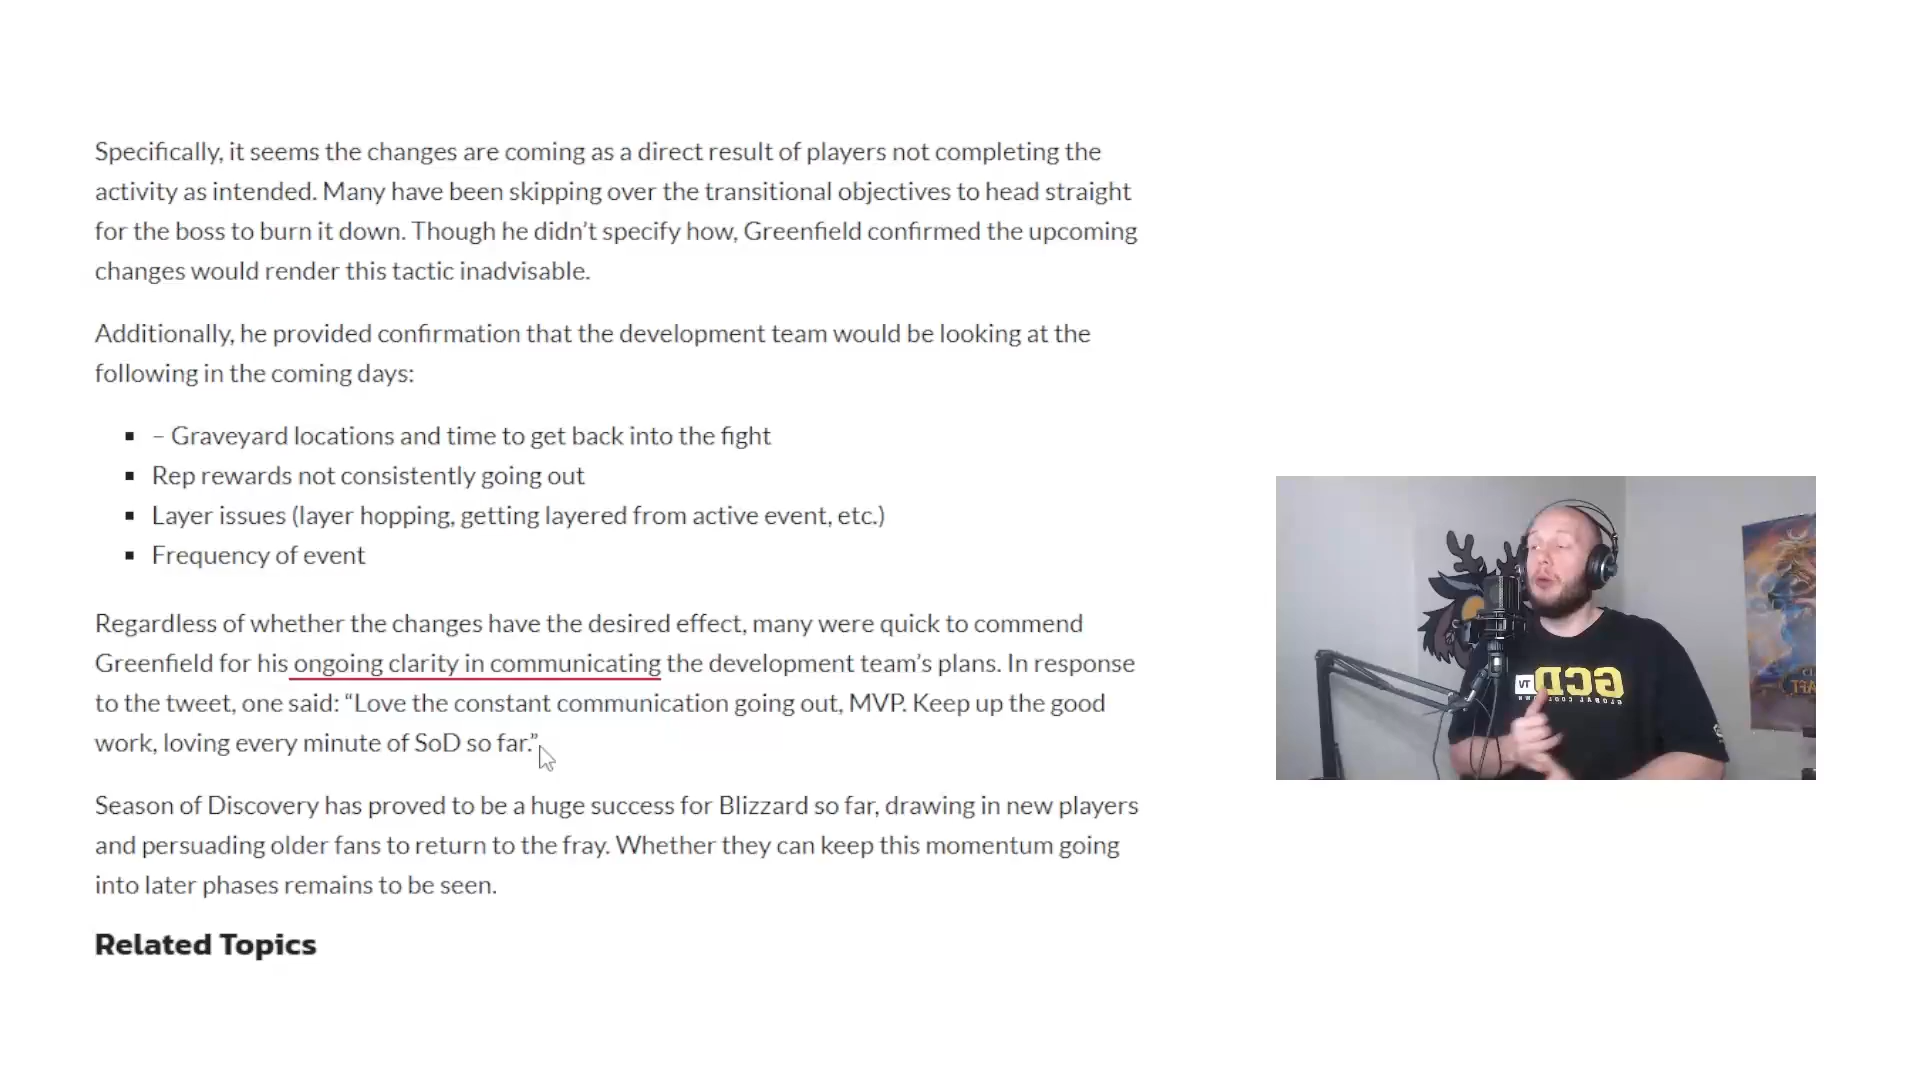 Specifically, it seems the changes are coming as a direct result of players not completing the
activity as intended. Many have been skipping over the transitional objectives to head straight
for the boss to burn it down. Though he didn’t specify how, Greenfield confirmed the upcoming
changes would render this tactic inadvisable.
Additionally, he provided confirmation that the development team would be looking at the
following in the coming days:
– Graveyard locations and time to get back into the fight
Rep rewards not consistently going out
Layer issues (layer hopping, getting layered from active event, etc.)
Frequency of event
Regardless of whether the changes have the desired effect, many were quick to commend
Greenfield for his ongoing clarity in communicating the development team’s plans. In response
to the tweet, one said: “Love the constant communication going out, MVP. Keep up the good
work, loving every minute of SoD so far.”
Season of Discovery has proved to be a huge success for Blizzard so far, drawing in new players
and persuading older fans to return to the fray. Whether they can keep this momentum going
into later phases remains to be seen.
Related Topics
GCD
TV